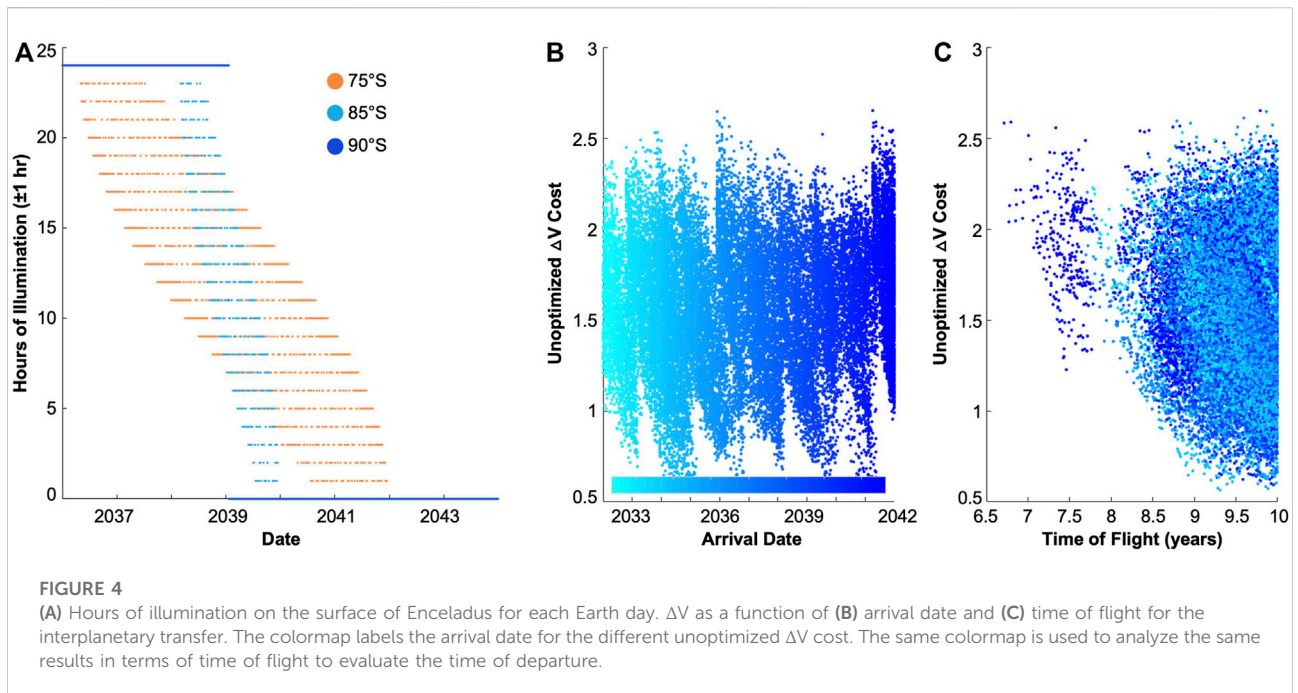 A
25
20
15
10
5
0
Hours of Illumination (±1 hr)
75°S
85°S
90°S
2037 2039 2041 2043
Date
B
3
2.5
2
1.5
1
0.5
Unoptimized ΔV Cost
2033 2036 2039 2042
Arrival Date
C
3
2.5
2
1.5
1
0.5
Unoptimized ΔV Cost
6.5 7 7.5 8 8.5 9 9.5 10
Time of Flight (years)
FIGURE 4
(A) Hours of illumination on the surface of Enceladus for each Earth day. ΔV as a function of (B) arrival date and (C) time of flight for the
interplanetary transfer. The colormap labels the arrival date for the different unoptimized ΔV cost. The same colormap is used to analyze the same
results in terms of time of flight to evaluate the time of departure.